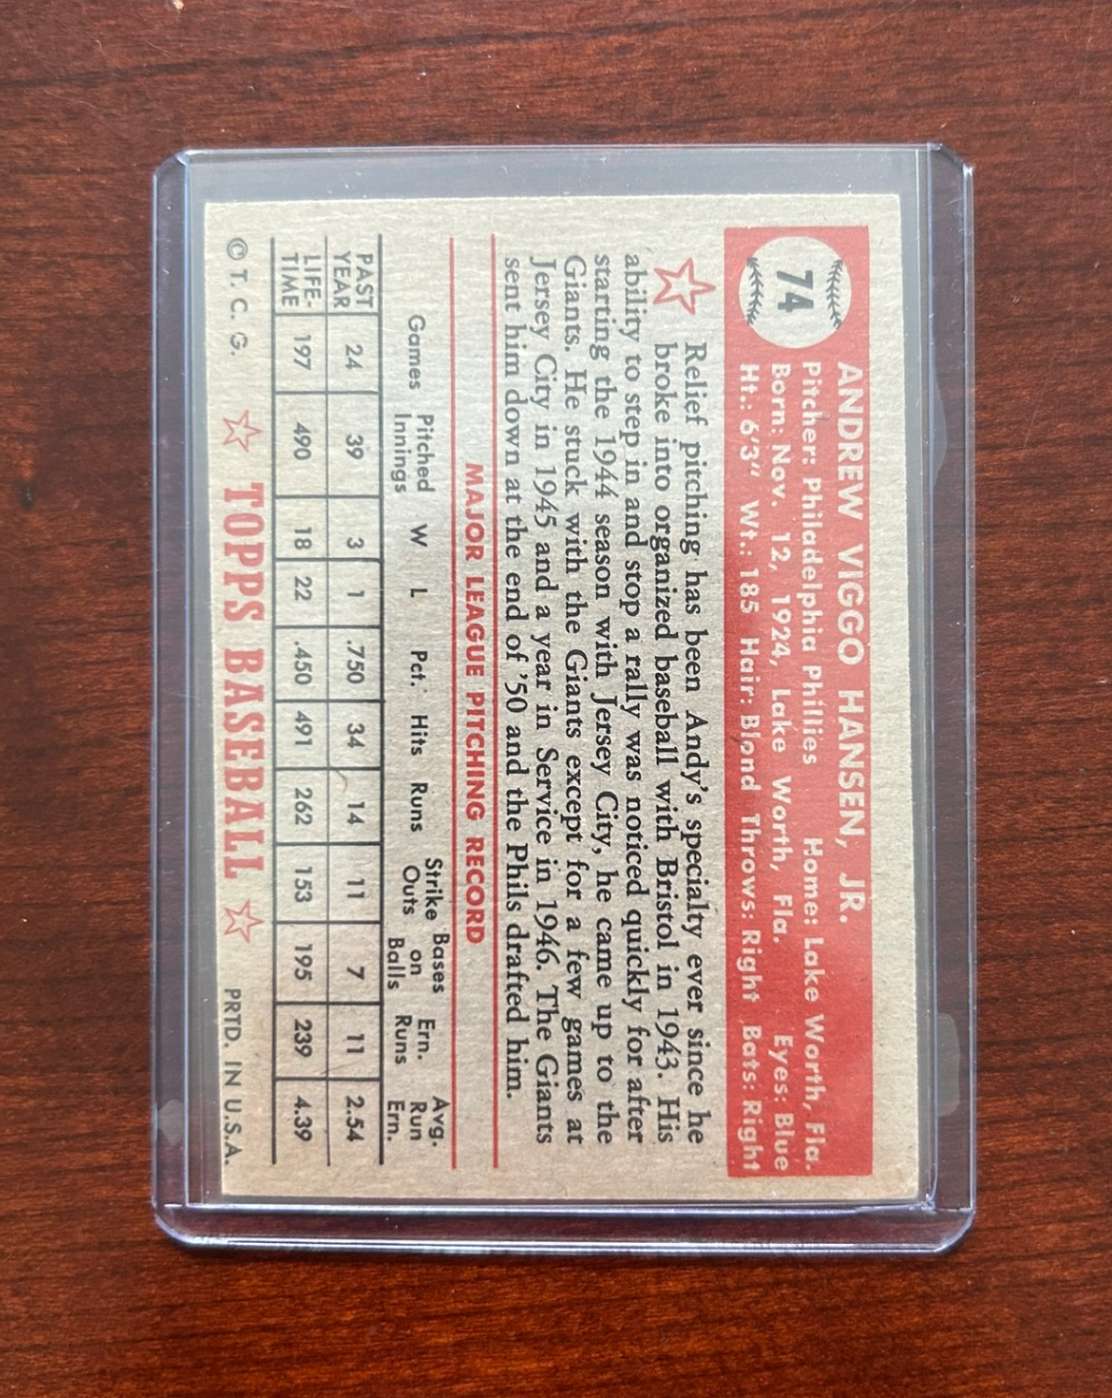 74
ANDREW VIGGO HANSEN, JR.
Pitcher: Philadelphia Phillies Home: Lake Worth, Fla.
Born: Nov. 12, 1924, Lake Worth, Fla. Eyes: Blue
Ht.: 6'3" Wt.: 185 Hair: Blond Throws: Right Bats: Right
Relief pitching has been Andy's specialty ever since he
broke into organized baseball with Bristol in 1943. His
ability to step in and stop a rally was noticed quickly for after
starting the 1944 season with Jersey City, he came up to the
Giants. He stuck with the Giants except for a few games at
Jersey City in 1945 and a year in Service in 1946. The Giants
sent him down at the end of '50 and the Phils drafted him.
MAJOR LEAGUE PITCHING RECORD
Games Pitched Innings W L Pct. Hits Runs Strike Outs Bases on Balls Ern. Runs Avg. Run Ern.
PAST YEAR 24 39 3 1 .750 34 14 11 7 11 2.54
LIFE-TIME 197 490 18 22 .450 491 262 153 195 239 4.39
© T. C. G. TOPPS BASEBALL PRTD. IN U.S.A.